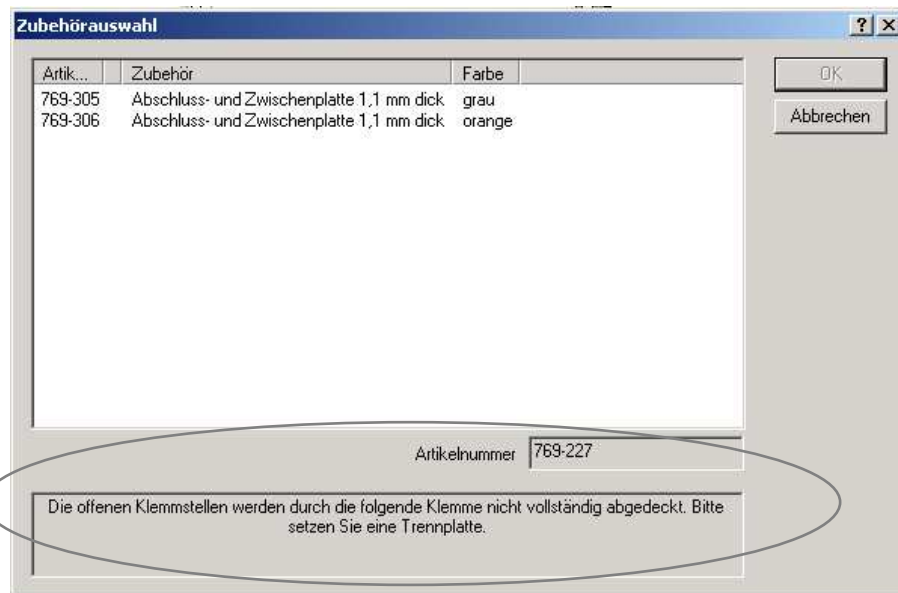 Zubehörauswahl
? ×
Artik... Zubehör Farbe
769-305 Abschluss- und Zwischenplatte 1,1 mm dick grau
769-306 Abschluss- und Zwischenplatte 1,1 mm dick orange
OK
Abbrechen
Artikelnummer 769-227
Die offenen Klemmstellen werden durch die folgende Klemme nicht vollständig abgedeckt. Bitte
setzen Sie eine Trennplatte.